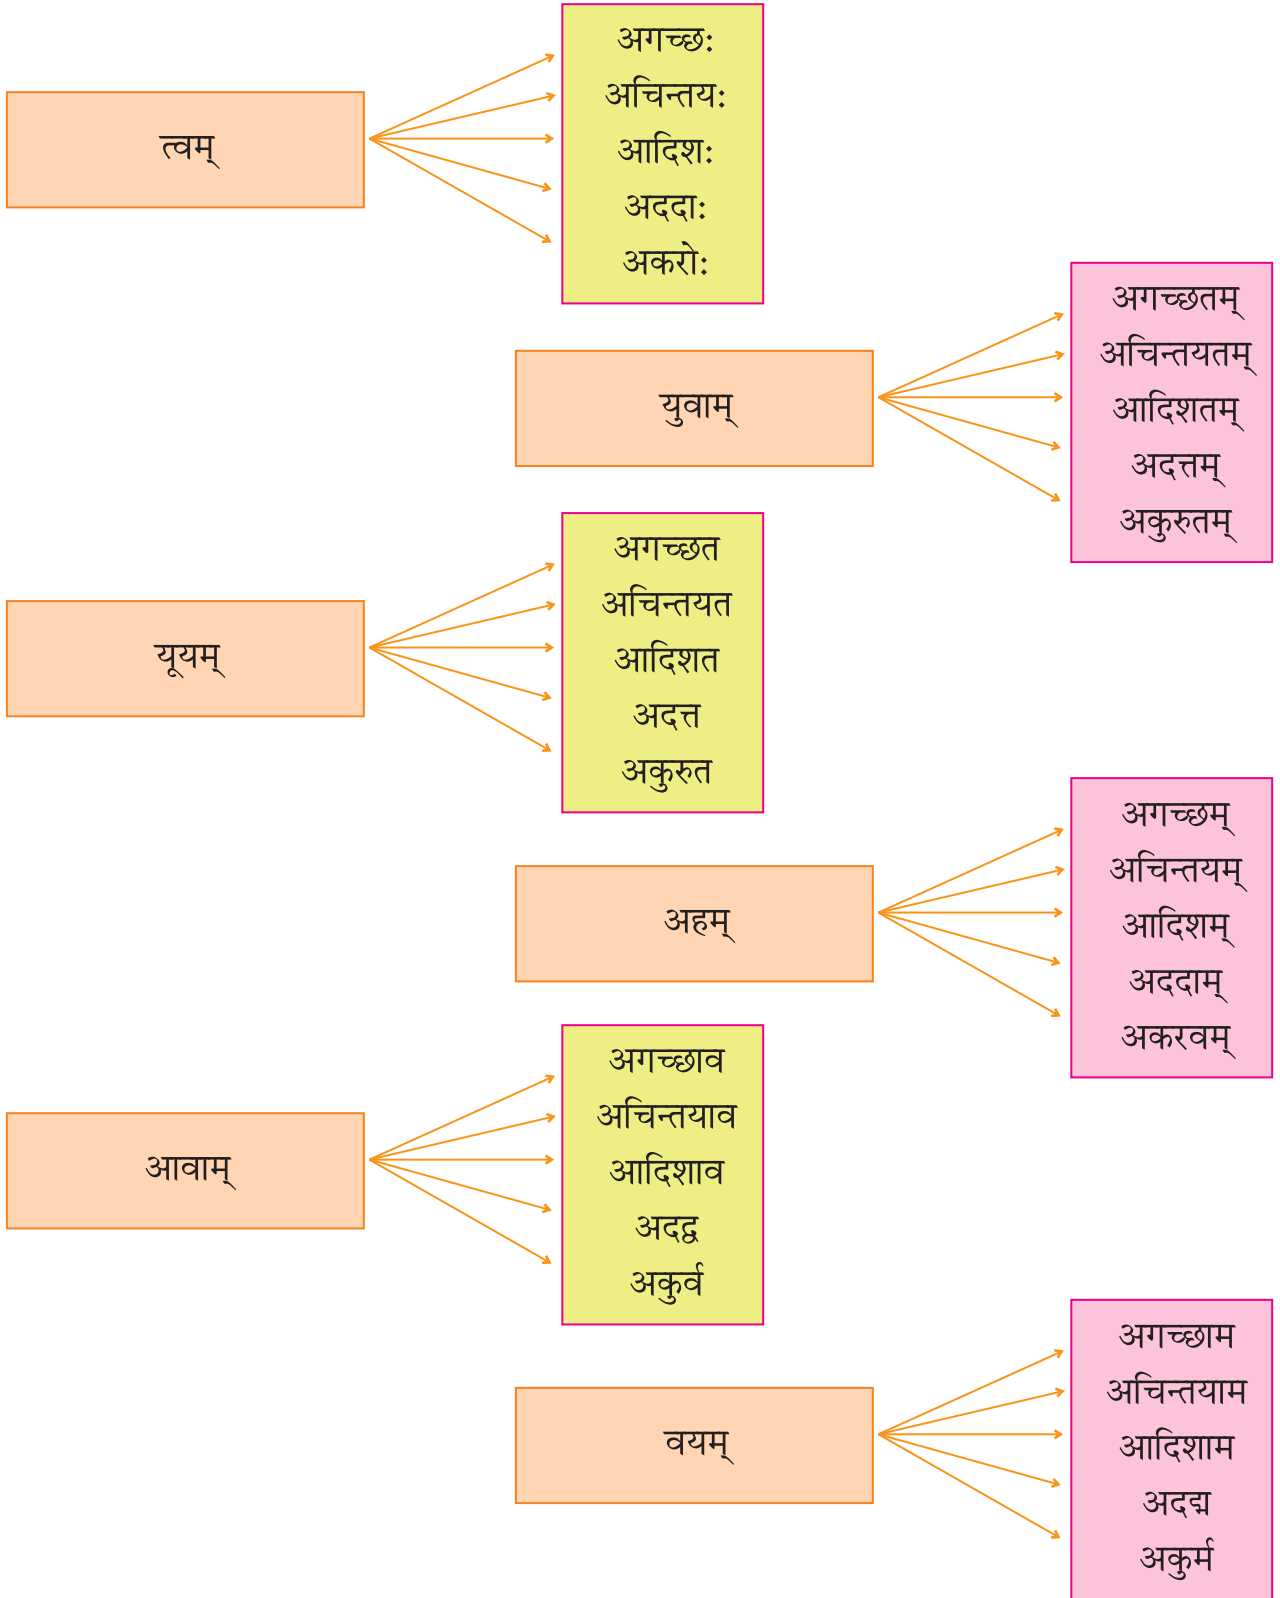 त्वम्
अगच्छः
अचिन्तयः
आदिशः
अददाः
अकरोः
युवाम्
अगच्छतम्
अचिन्तयतम्
आदिशतम्
अदत्तम्
अकुरुतम्
यूयम्
अगच्छत
अचिन्तयत
आदिशत
अदत्त
अकुरुत
अहम्
अगच्छम्
अचिन्तयम्
आदिशम्
अददाम्
अकरवम्
आवाम्
अगच्छाव
अचिन्तयाव
आदिशाव
अदद्व
अकुर्व
वयम्
अगच्छाम
अचिन्तयाम
आदिशाम
अदद्म
अकुर्म